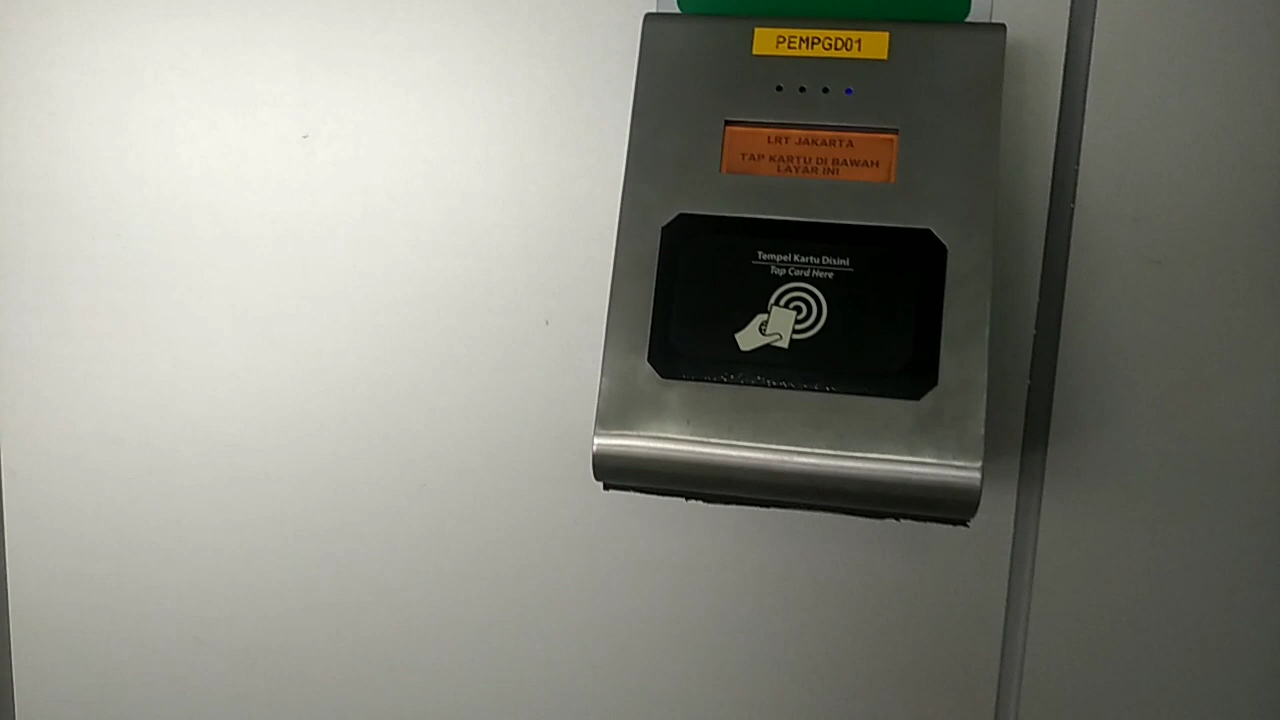 PEMPGD01
LRT JAKARTA
TAP KARTU DI BAWAH
LAYAR INI
Tempel Kartu Disini
Tap Card Here